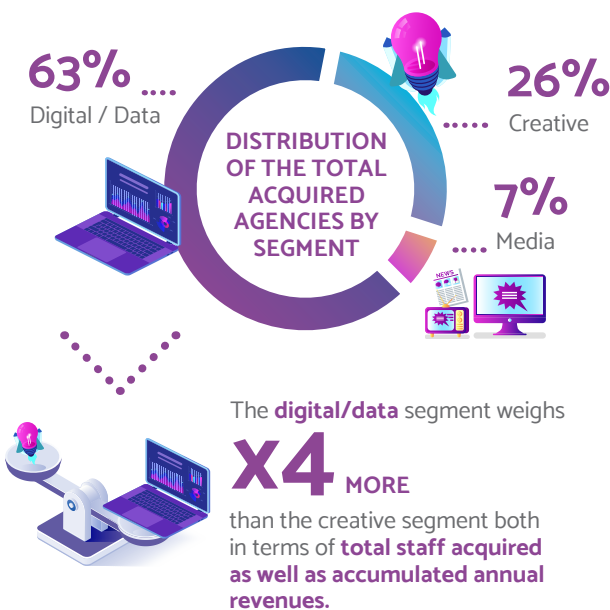 63%
Digital / Data
DISTRIBUTION
OF THE TOTAL
ACQUIRED
AGENCIES BY
SEGMENT
26%
Creative
7%
Media
NEWS
The digital/data segment weighs
x4 MORE
than the creative segment both
in terms of total staff acquired
as well as accumulated annual
revenues.